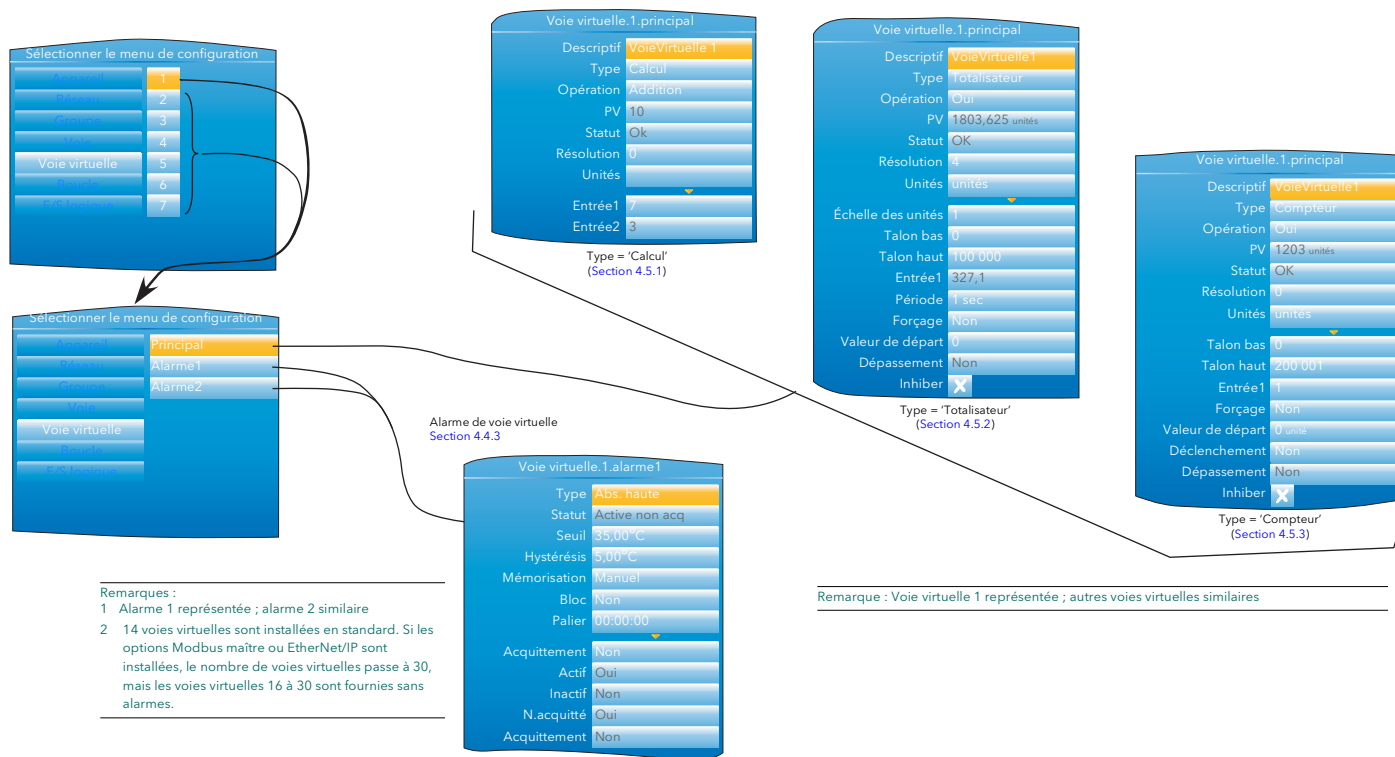 Sélectionner le menu de configuration
Appareil 1
Réseau 2
Groupe 3
Voie 4
Voie virtuelle 5
Boucle 6
E/S logique 7
Sélectionner le menu de configuration
Appareil Principal
Réseau Alarme1
Groupe Alarme2
Voie
Voie virtuelle
Boucle
E/S logique
Voie virtuelle.1.principal
Descriptif VoieVirtuelle 1
Type Calcul
Opération Addition
PV 10
Statut Ok
Résolution 0
Unités
Entrée1 7
Entrée2 3
Type = ‘Calcul’
(Section 4.5.1)
Voie virtuelle.1.principal
Descriptif VoieVirtuelle1
Type Totalisateur
Opération Oui
PV 1803,625 unités
Statut OK
Résolution 4
Unités unités
Échelle des unités 1
Talon bas 0
Talon haut 100 000
Entrée1 327,1
Période 1 sec
Forçage Non
Valeur de départ 0
Dépassement Non
Inhiber X
Type = ‘Totalisateur’
(Section 4.5.2)
Voie virtuelle.1.principal
Descriptif VoieVirtuelle1
Type Compteur
Opération Oui
PV 1203 unités
Statut OK
Résolution 0
Unités unités
Talon bas 0
Talon haut 200 001
Entrée1 1
Forçage Non
Valeur de départ 0 unité
Déclenchement Non
Dépassement Non
Inhiber X
Type = ‘Compteur’
(Section 4.5.3)
Alarme de voie virtuelle
Section 4.4.3
Voie virtuelle.1.alarme1
Type Abs. haute
Statut Active non acq
Seuil 35,00°C
Hystérésis 5,00°C
Mémorisation Manuel
Bloc Non
Palier 00:00:00
Acquittement Non
Actif Oui
Inactif Non
N.acquitté Oui
Acquittement Non
Remarques :
1 Alarme 1 représentée ; alarme 2 similaire
2 14 voies virtuelles sont installées en standard. Si les
options Modbus maître ou EtherNet/IP sont
installées, le nombre de voies virtuelles passe à 30,
mais les voies virtuelles 16 à 30 sont fournies sans
alarmes.
Remarque : Voie virtuelle 1 représentée ; autres voies virtuelles similaires